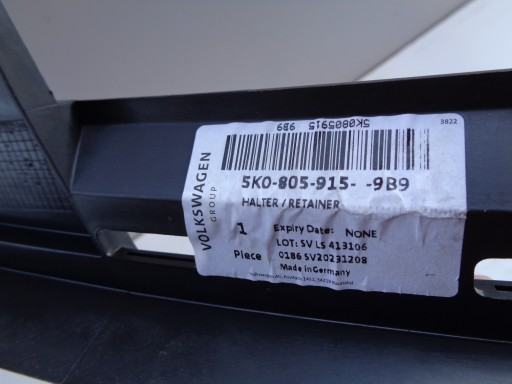 5K0805915 9B9
3822
5K0-805-915- -9B9
HALTER / RETAINER
VOLKSWAGEN
GROUP
1 Expiry Date: NONE
LOT: SV LS 413106
Piece 0186 SV20231208
Made in Germany